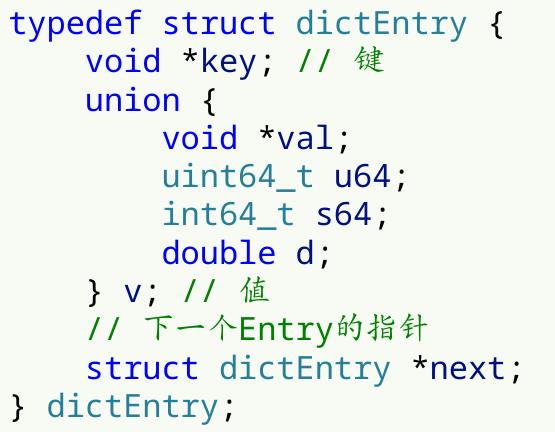 typedef struct dictEntry {
    void *key; // 键
    union {
        void *val;
        uint64_t u64;
        int64_t s64;
        double d;
    } v; // 值
    // 下一个Entry的指针
    struct dictEntry *next;
} dictEntry;